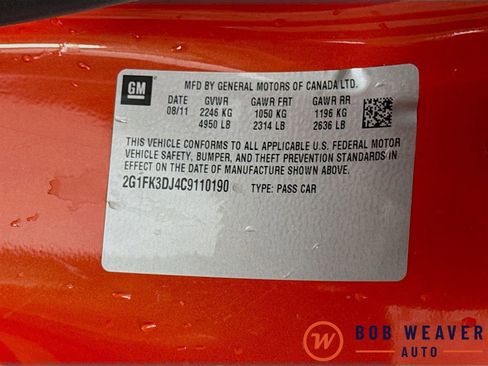 GM
MFD BY GENERAL MOTORS OF CANADA LTD.
DATE GVWR GAWR FRT GAWR RR
08/11 2246 KG 1050 KG 1196 KG
4950 LB 2314 LB 2636 LB
THIS VEHICLE CONFORMS TO ALL APPLICABLE U.S. FEDERAL MOTOR
VEHICLE SAFETY, BUMPER, AND THEFT PREVENTION STANDARDS IN
EFFECT ON THE DATE OF MANUFACTURE SHOWN ABOVE.
2G1FK3DJ4C9110190 TYPE: PASS CAR
W BOB WEAVER
AUTO